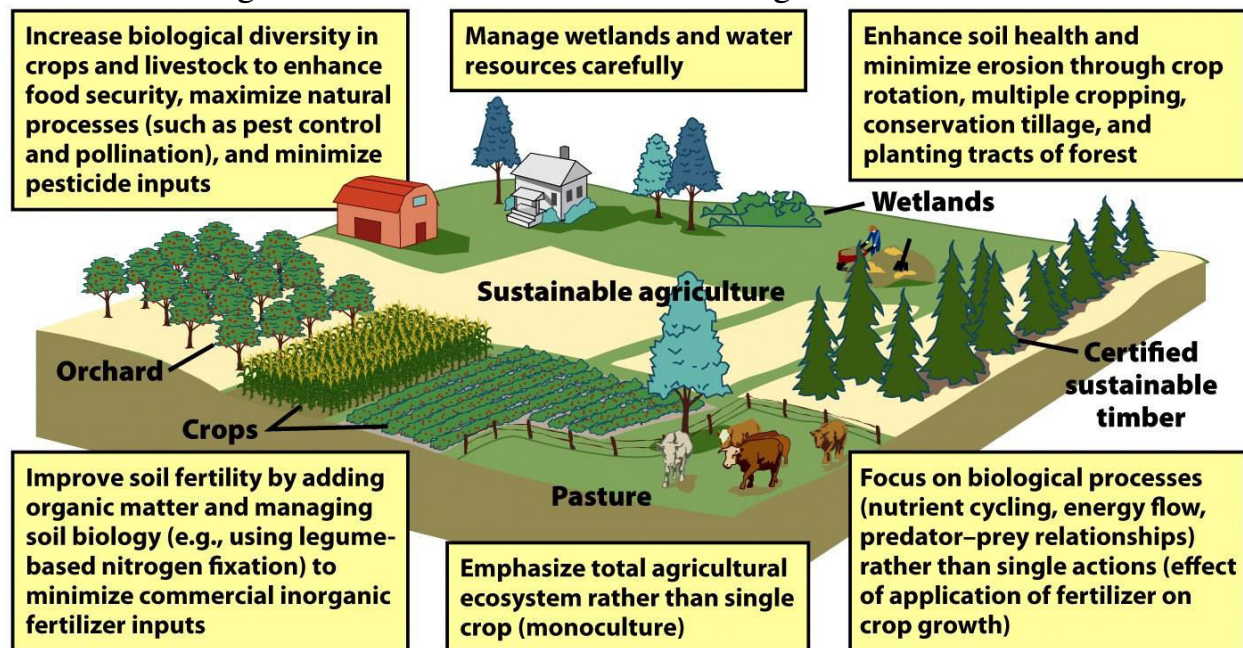 Increase biological diversity in
crops and livestock to enhance
food security, maximize natural
processes (such as pest control
and pollination), and minimize
pesticide inputs
Manage wetlands and water
resources carefully
Enhance soil health and
minimize erosion through crop
rotation, multiple cropping,
conservation tillage, and
planting tracts of forest
Wetlands
Sustainable agriculture
Orchard
Certified
sustainable
timber
Crops
Pasture
Improve soil fertility by adding
organic matter and managing
soil biology (e.g., using legume-
based nitrogen fixation) to
minimize commercial inorganic
fertilizer inputs
Emphasize total agricultural
ecosystem rather than single
crop (monoculture)
Focus on biological processes
(nutrient cycling, energy flow,
predator–prey relationships)
rather than single actions (effect
of application of fertilizer on
crop growth)